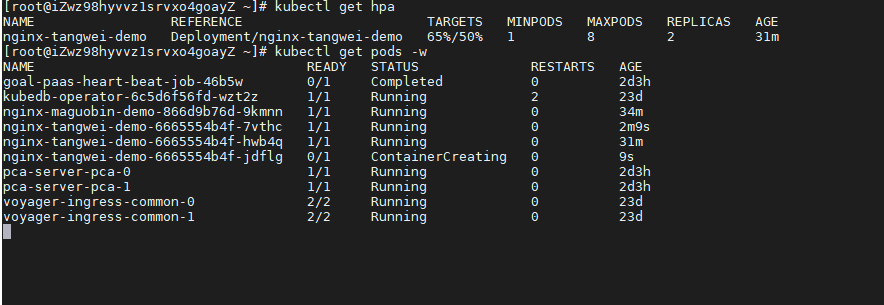 [root@iZwz98hyvvz1srvxo4goayZ ~]# kubectl get hpa
NAME                 REFERENCE                       TARGETS   MINPODS   MAXPODS   REPLICAS   AGE
nginx-tangwei-demo   Deployment/nginx-tangwei-demo   65%/50%   1         8         2          31m
[root@iZwz98hyvvz1srvxo4goayZ ~]# kubectl get pods -w
NAME                                  READY   STATUS              RESTARTS   AGE
goal-paas-heart-beat-job-46b5w        0/1     Completed           0          2d3h
kubedb-operator-6c5d6f56fd-wzt2z      1/1     Running             2          23d
nginx-maguobin-demo-866d9b76d-9kmnn   1/1     Running             0          34m
nginx-tangwei-demo-6665554b4f-7vthc   1/1     Running             0          2m9s
nginx-tangwei-demo-6665554b4f-hwb4q   1/1     Running             0          31m
nginx-tangwei-demo-6665554b4f-jdflg   0/1     ContainerCreating   0          9s
pca-server-pca-0                      1/1     Running             0          2d3h
pca-server-pca-1                      1/1     Running             0          2d3h
voyager-ingress-common-0              2/2     Running             0          23d
voyager-ingress-common-1              2/2     Running             0          23d